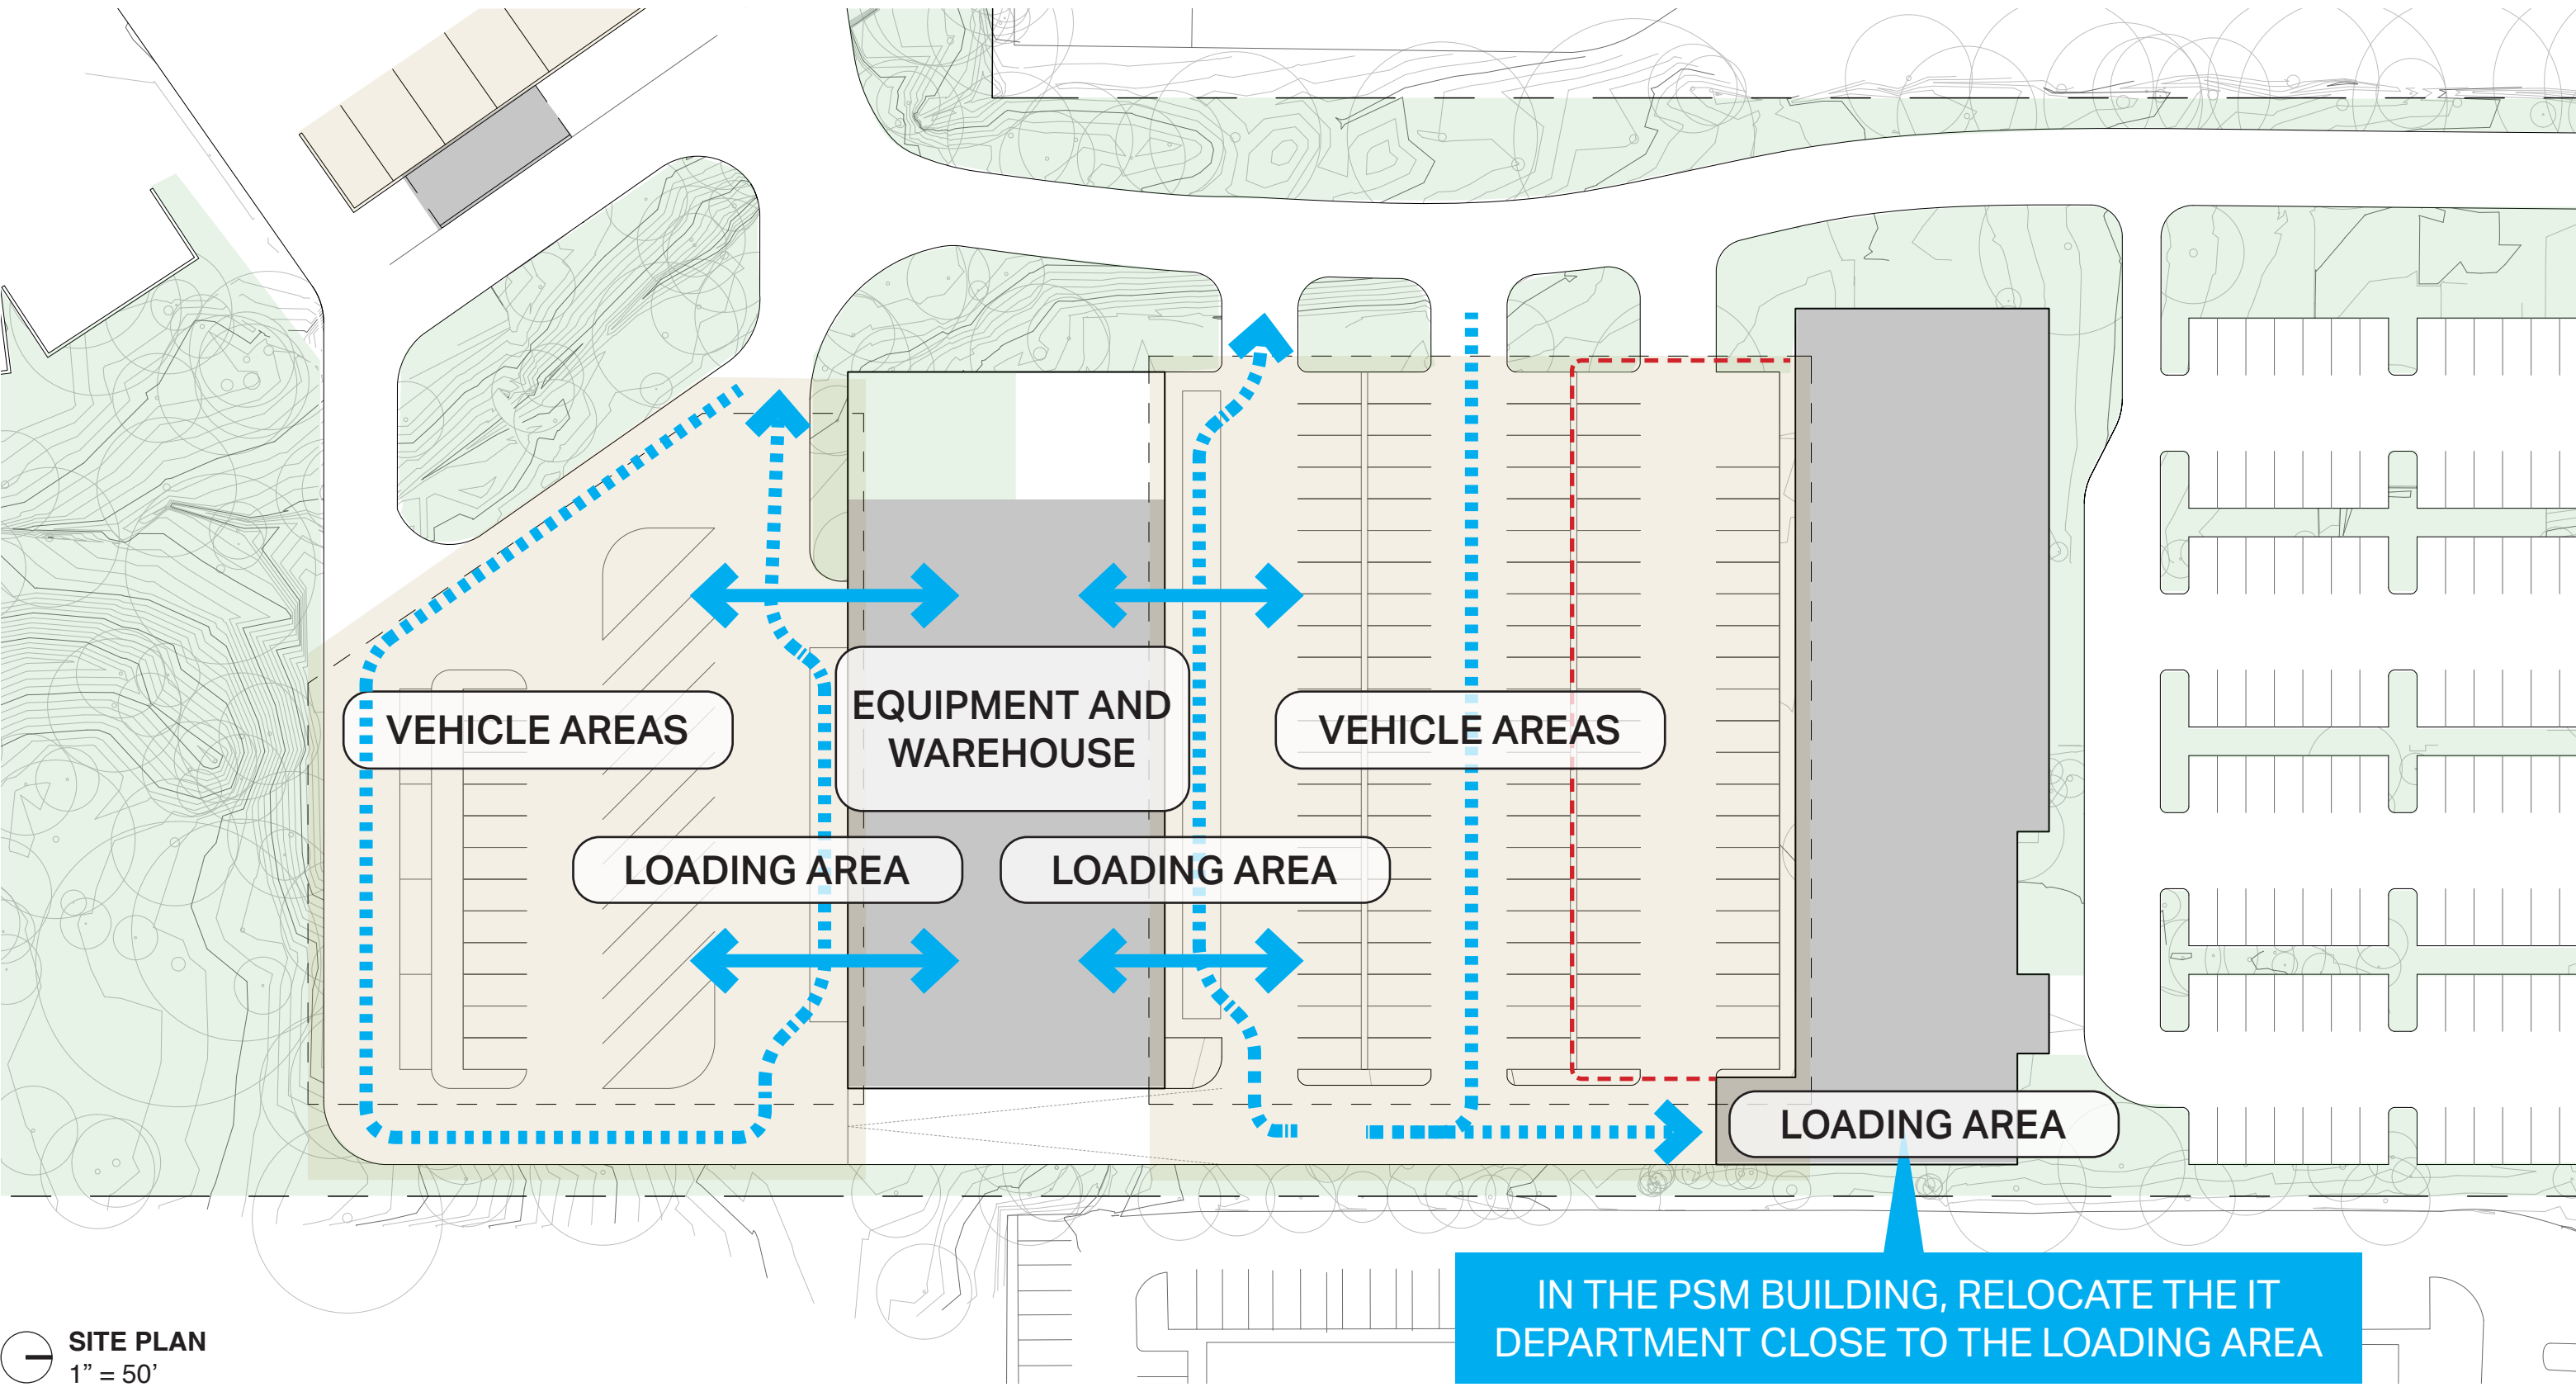 VEHICLE AREAS
EQUIPMENT AND
WAREHOUSE
VEHICLE AREAS
LOADING AREA
LOADING AREA
LOADING AREA
IN THE PSM BUILDING, RELOCATE THE IT
DEPARTMENT CLOSE TO THE LOADING AREA
SITE PLAN
1” = 50’